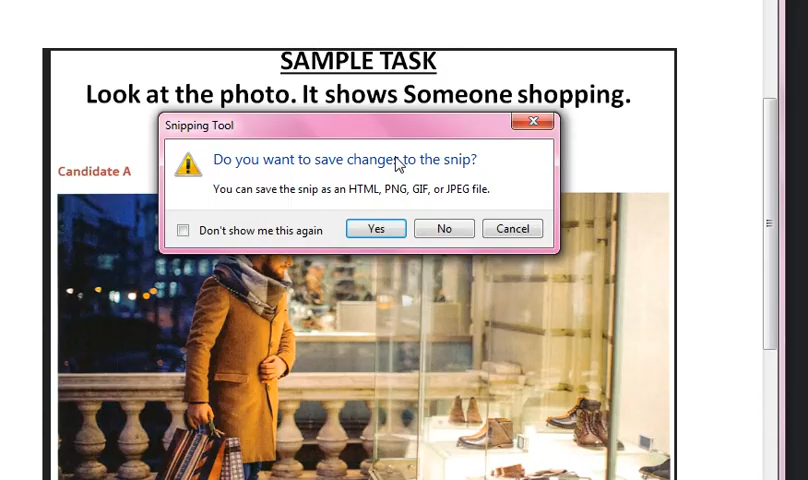 SAMPLE TASK
Look at the photo. It shows Someone shopping.
Snipping Tool
Do you want to save changes to the snip?
You can save the snip as an HTML, PNG, GIF, or JPEG file.
Don't show me this again
Yes
No
Cancel
Candidate A